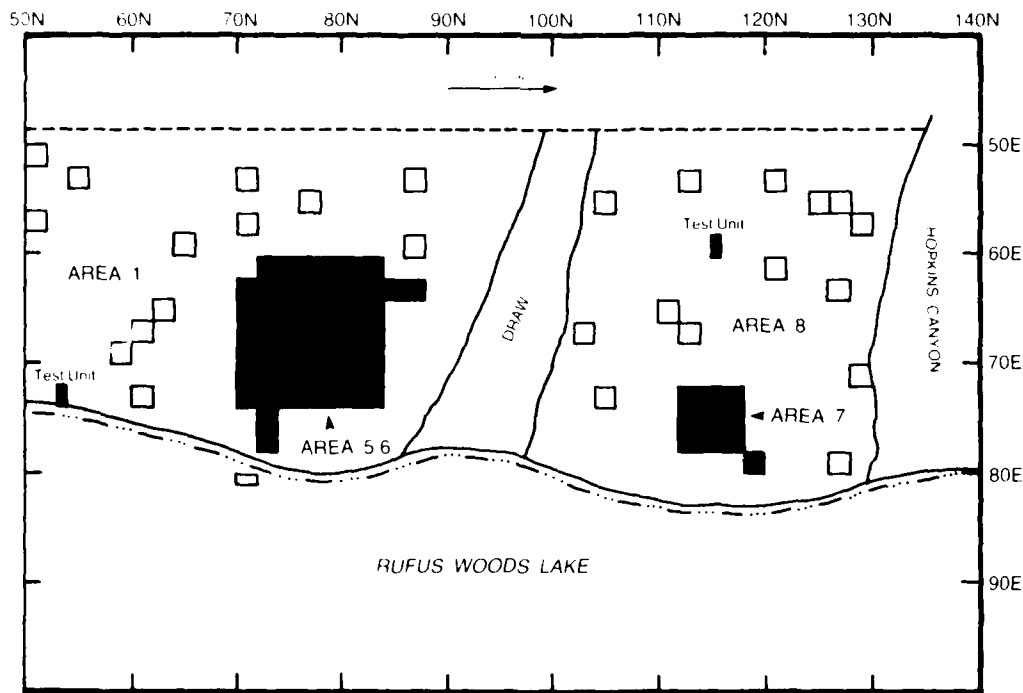 50N 60N 70N 80N 90N 100N 110N 120N 130N 140N
50E
Test Unit
60E
AREA 1
HOPKINS CANYON
DRAW
AREA 8
70E
Test Unit
AREA 7
AREA 5 6
80E
RUFUS WOODS LAKE
90E